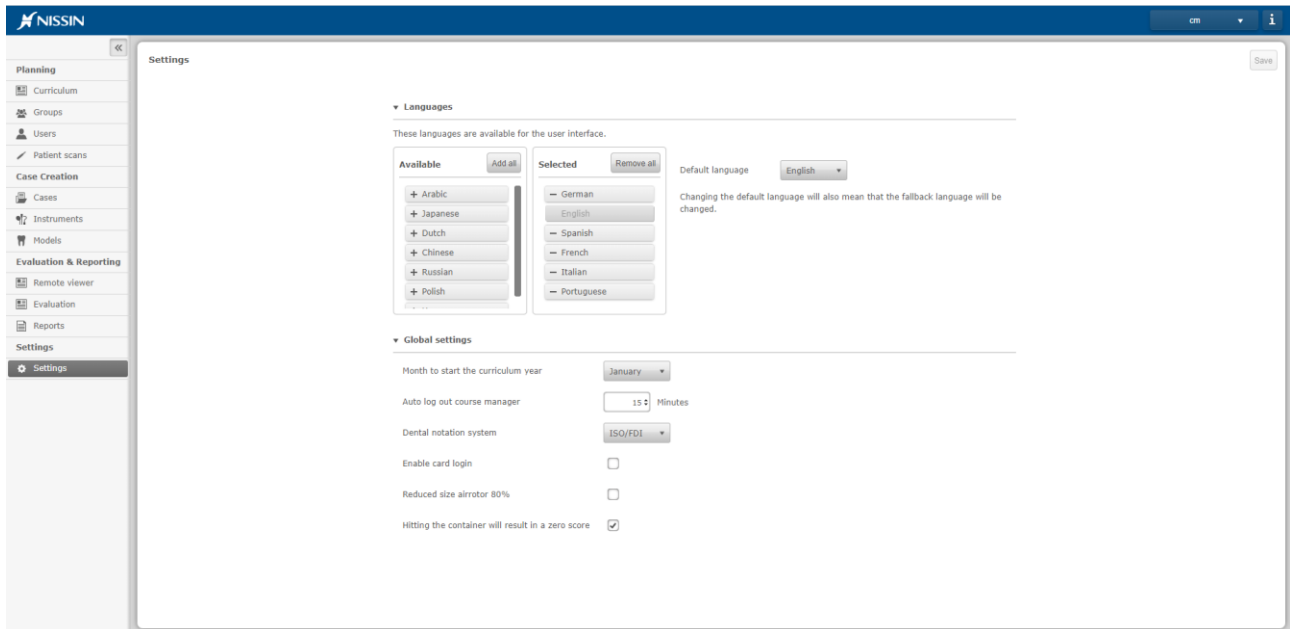 NISSIN
cm
i
Planning
Curriculum
Groups
Users
Patient scans
Case Creation
Cases
Instruments
Models
Evaluation & Reporting
Remote viewer
Evaluation
Reports
Settings
Settings
Settings
Save
Languages
These languages are available for the user interface.
Available
Add all
+ Arabic
+ Japanese
+ Dutch
+ Chinese
+ Russian
+ Polish
Selected
Remove all
− German
English
− Spanish
− French
− Italian
− Portuguese
Default language
English
Changing the default language will also mean that the fallback language will be
changed.
Global settings
Month to start the curriculum year
January
Auto log out course manager
15 Minutes
Dental notation system
ISO/FDI
Enable card login
Reduced size airrotor 80%
Hitting the container will result in a zero score